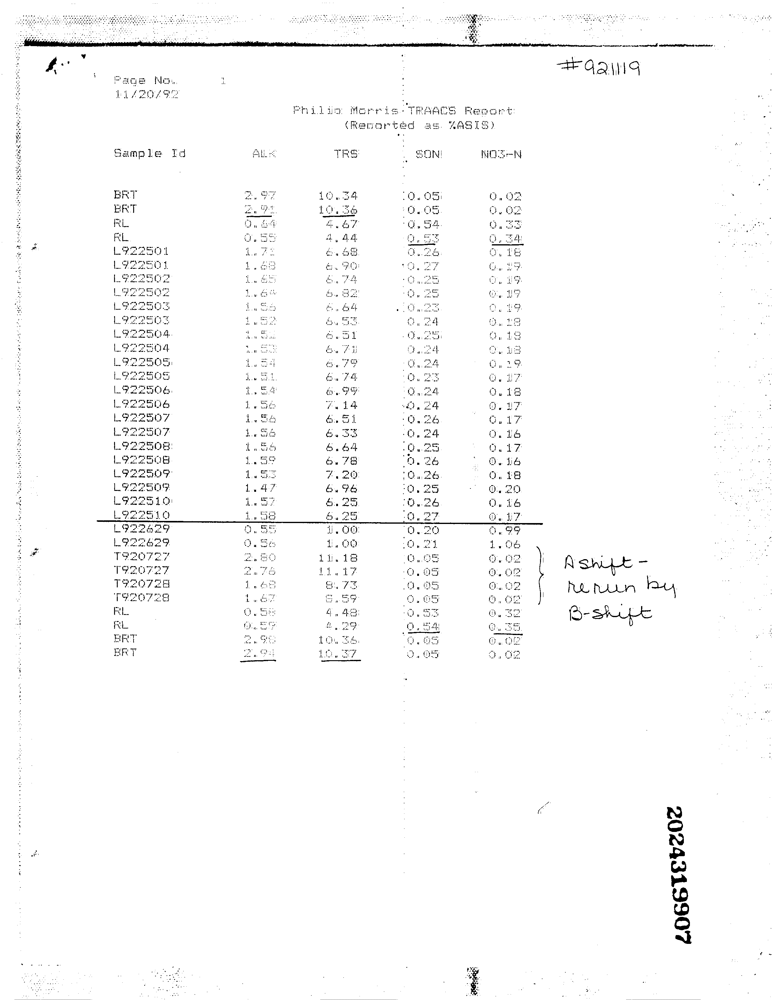 #921119
Page No. 1
11/20/92
Philip Morris TRAACS Report
(Reported as %ASIS)
Sample Id ALK TRS SON NO3-N
BRT 2.97 10.34 0.05 0.02
BRT 2.91 10.36 0.05 0.02
RL 0.64 4.67 0.54 0.33
RL 0.55 4.44 0.53 0.34
L922501 1.71 6.68 0.26 0.18
L922501 1.68 6.90 0.27 0.19
L922502 1.65 6.74 0.25 0.19
L922502 1.64 6.82 0.25 0.19
L922503 1.56 6.64 0.23 0.19
L922503 1.52 6.53 0.24 0.18
L922504 6.51 0.25 0.18
L922504 1.53 6.71 0.24 0.18
L922505 1.54 6.79 0.24 0.19
L922505 1.51 6.74 0.23 0.17
L922506 1.54 6.99 0.24 0.18
L922506 1.56 7.14 0.24 0.17
L922507 1.56 6.51 0.26 0.17
L922507 1.56 6.33 0.24 0.16
L922508 1.56 6.64 0.25 0.17
L922508 1.59 6.78 0.26 0.16
L922509 1.53 7.20 0.26 0.18
L922509 1.47 6.96 0.25 0.20
L922510 1.57 6.25 0.26 0.16
L922510 1.58 6.25 0.27 0.17
L922629 0.55 1.00 0.20 0.99
L922629 0.56 1.00 0.21 1.06
T920727 2.80 11.18 0.05 0.02
T920727 2.76 11.17 0.05 0.02
T920728 1.68 8.73 0.05 0.02
T920728 1.67 8.59 0.05 0.02
RL 0.58 4.48 0.53 0.32
RL 0.59 4.29 0.54 0.35
BRT 2.98 10.36 0.05 0.02
BRT 2.94 10.37 0.05 0.02
A shift -
rerun by
B-shift
2024319907